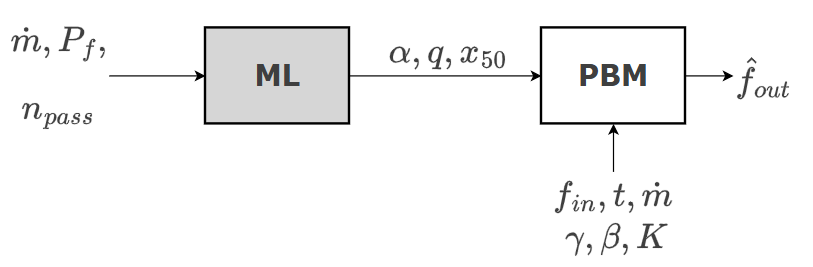 ṁ, P_f,
n_pass
ML
α, q, x_50
PBM
f̂_out
f_in, t, ṁ
γ, β, K